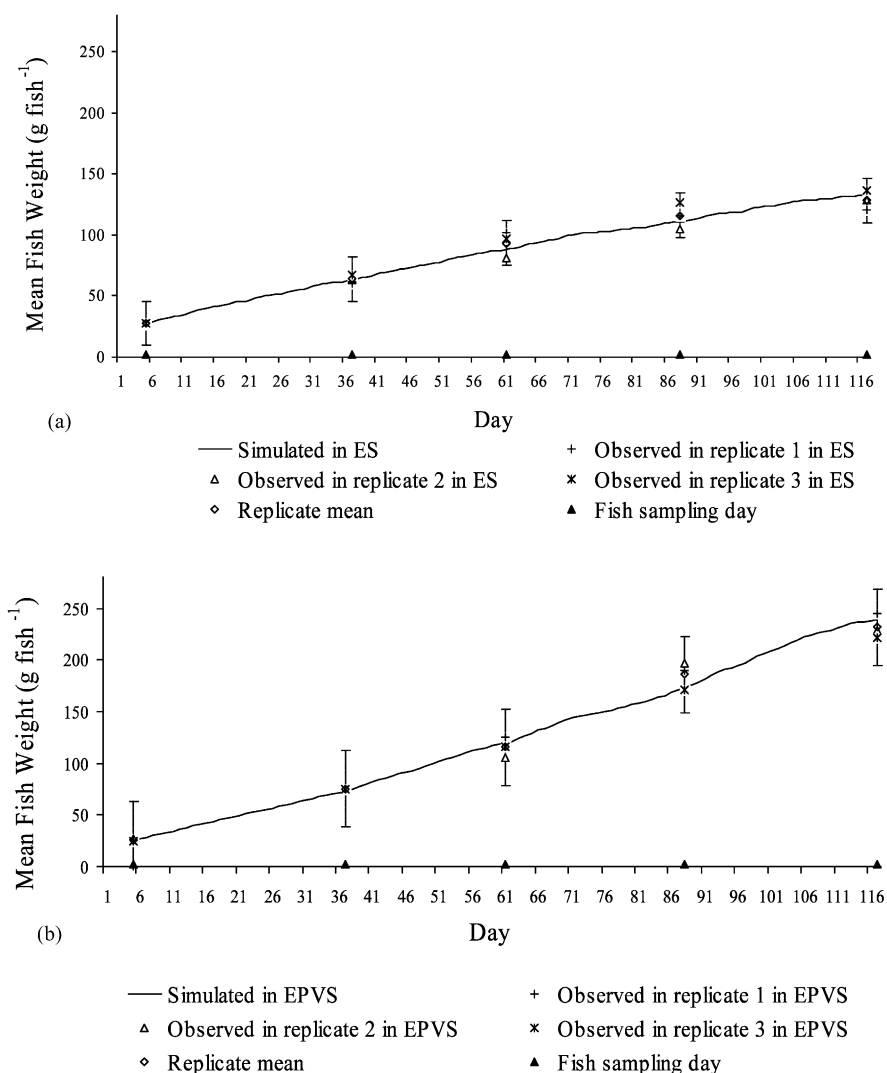 250
200
150
100
50
0
Mean Fish Weight (g fish -1)
1 6 11 16 21 26 31 36 41 46 51 56 61 66 71 76 81 86 91 96 101 106 111 116
Day
(a)
Simulated in ES
Observed in replicate 1 in ES
Observed in replicate 2 in ES
Observed in replicate 3 in ES
Replicate mean
Fish sampling day
250
200
150
100
50
0
Mean Fish Weight (g fish -1)
1 6 11 16 21 26 31 36 41 46 51 56 61 66 71 76 81 86 91 96 101 106 111 116
Day
(b)
Simulated in EPVS
Observed in replicate 1 in EPVS
Observed in replicate 2 in EPVS
Observed in replicate 3 in EPVS
Replicate mean
Fish sampling day